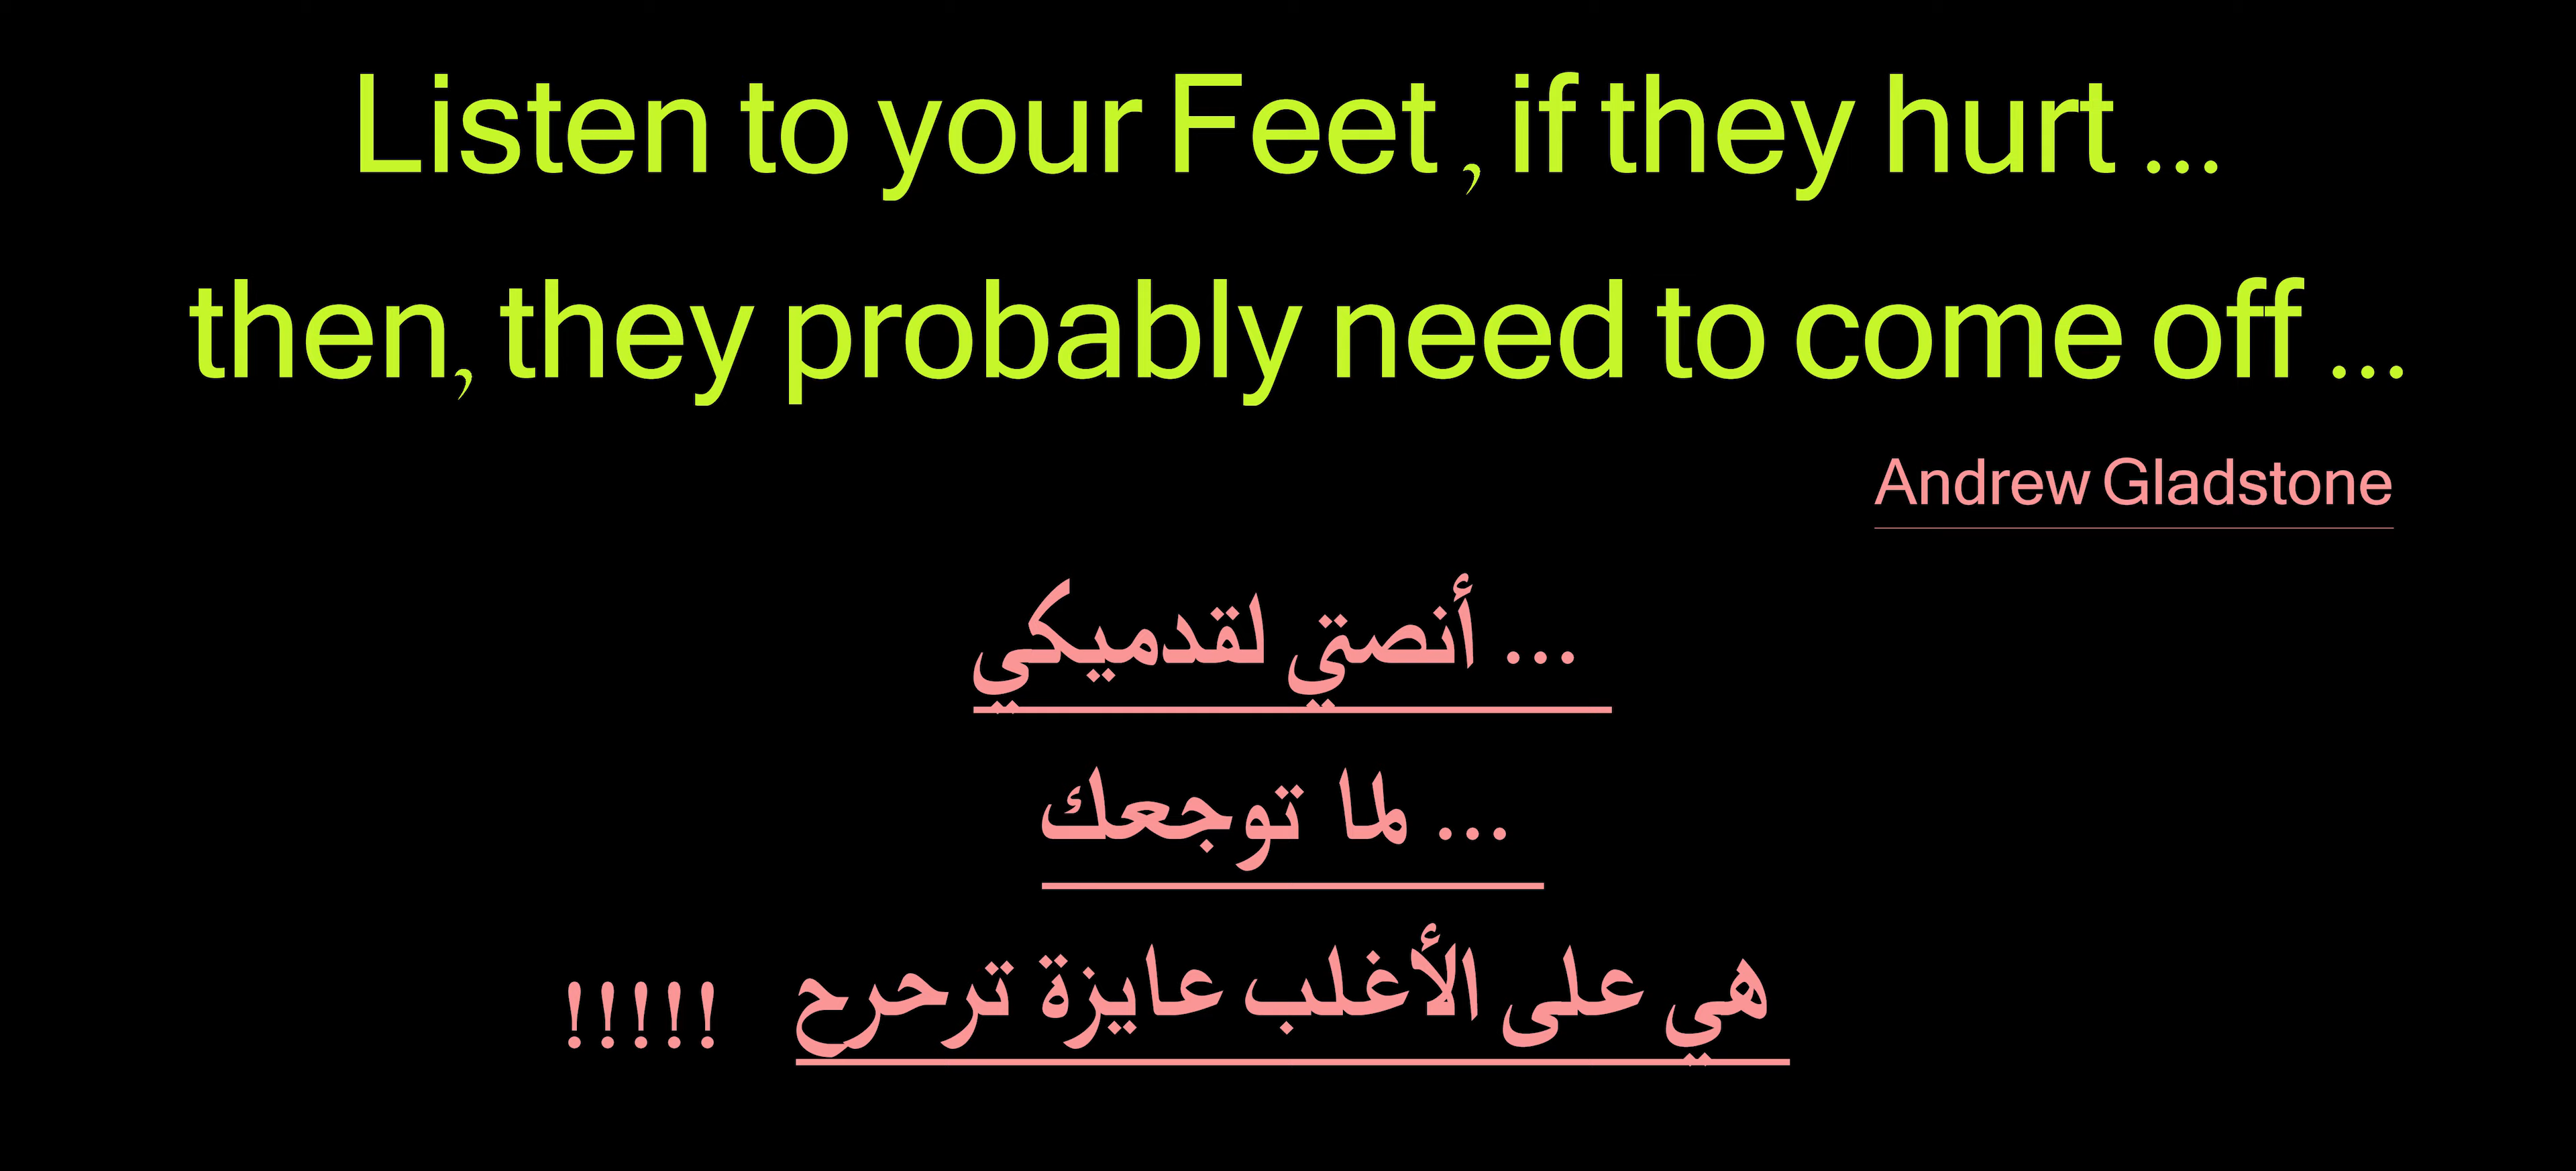 Listen to your Feet , if they hurt ...
then, they probably need to come off ...
Andrew Gladstone
... أنصتي لقدميكي
... لما توجعك
هي على الأغلب عايزة ترحرح !!!!!